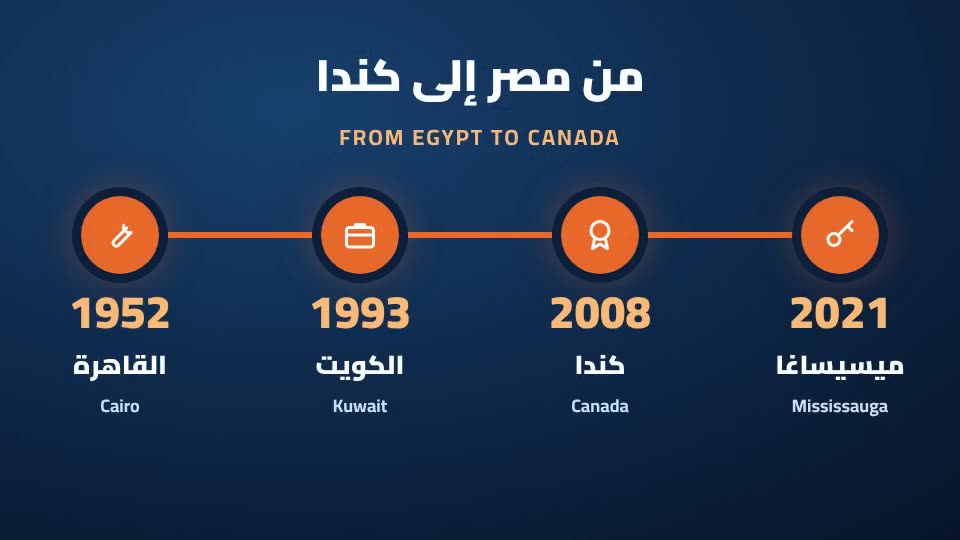 من مصر إلى كندا
FROM EGYPT TO CANADA
1952
القاهرة
Cairo
1993
الكويت
Kuwait
2008
كندا
Canada
2021
ميسيساغا
Mississauga